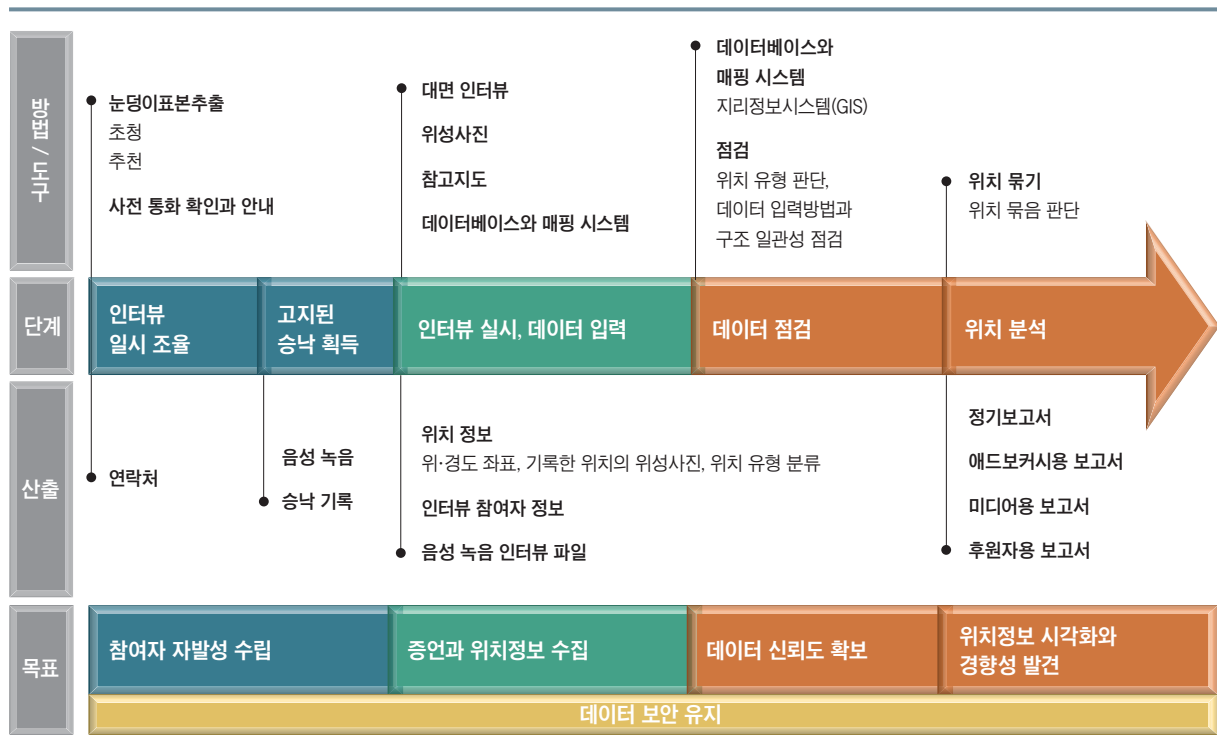 방법 / 도구
눈덩이표본추출
초청
추천
사전 통화 확인과 안내
대면 인터뷰
위성사진
참고지도
데이터베이스와 매핑 시스템
데이터베이스와
매핑 시스템
지리정보시스템(GIS)
점검
위치 유형 판단,
데이터 입력방법과
구조 일관성 점검
위치 묶기
위치 묶음 판단
단계
인터뷰
일시 조율
고지된
승낙 획득
인터뷰 실시, 데이터 입력
데이터 점검
위치 분석
산출
연락처
음성 녹음
승낙 기록
위치 정보
위·경도 좌표, 기록한 위치의 위성사진, 위치 유형 분류
인터뷰 참여자 정보
음성 녹음 인터뷰 파일
정기보고서
애드보커시용 보고서
미디어용 보고서
후원자용 보고서
목표
참여자 자발성 수립
증언과 위치정보 수집
데이터 신뢰도 확보
위치정보 시각화와
경향성 발견
데이터 보안 유지